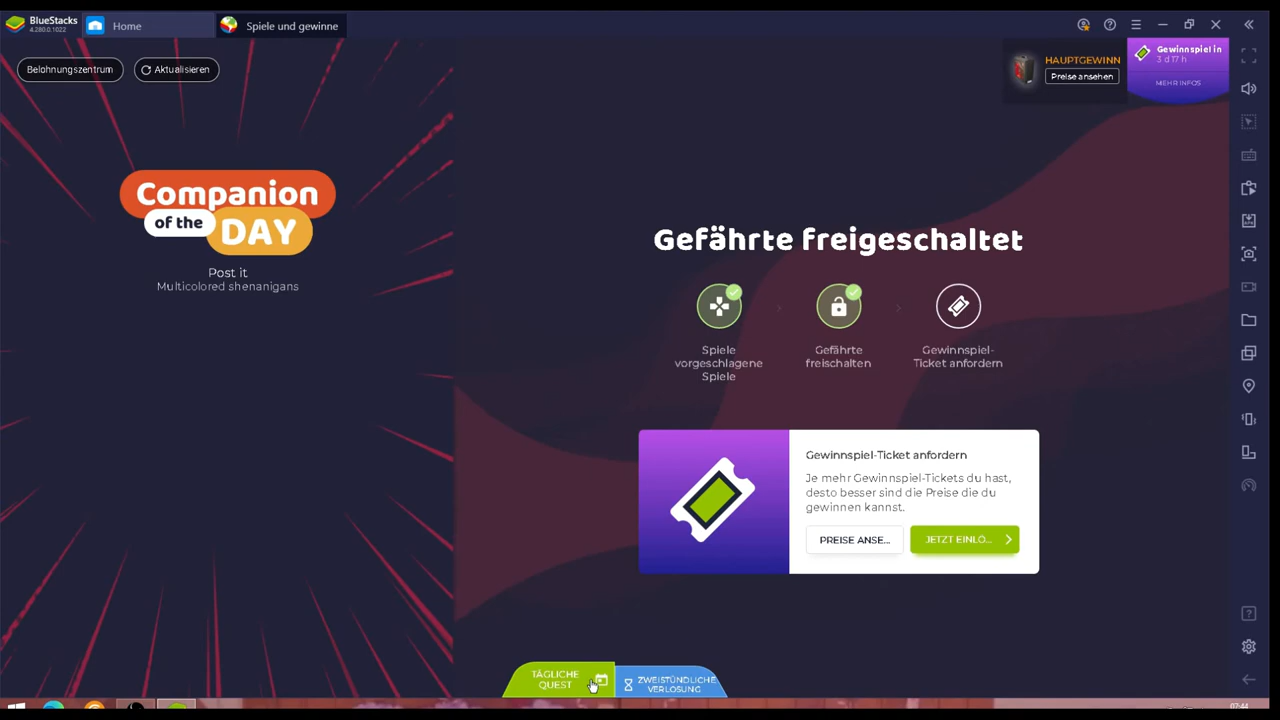 BlueStacks
4.280.0.1022
Home
Spiele und gewinne
Belohnungszentrum
Aktualisieren
HAUPTGEWINN
Preise ansehen
Gewinnspiel in
3 d 17 h
MEHR INFOS
Companion
of the
DAY
Post it
Multicolored shenanigans
Gefährte freigeschaltet
Spiele
vorgeschlagene
Spiele
Gefährte
freischalten
Gewinnspiel-
Ticket anfordern
Gewinnspiel-Ticket anfordern
Je mehr Gewinnspiel-Tickets du hast,
desto besser sind die Preise die du
gewinnen kannst.
PREISE ANSE...
JETZT EINLÖ...
TÄGLICHE
QUEST
ZWEISTÜNDLICHE
VERLOSUNG
07:44